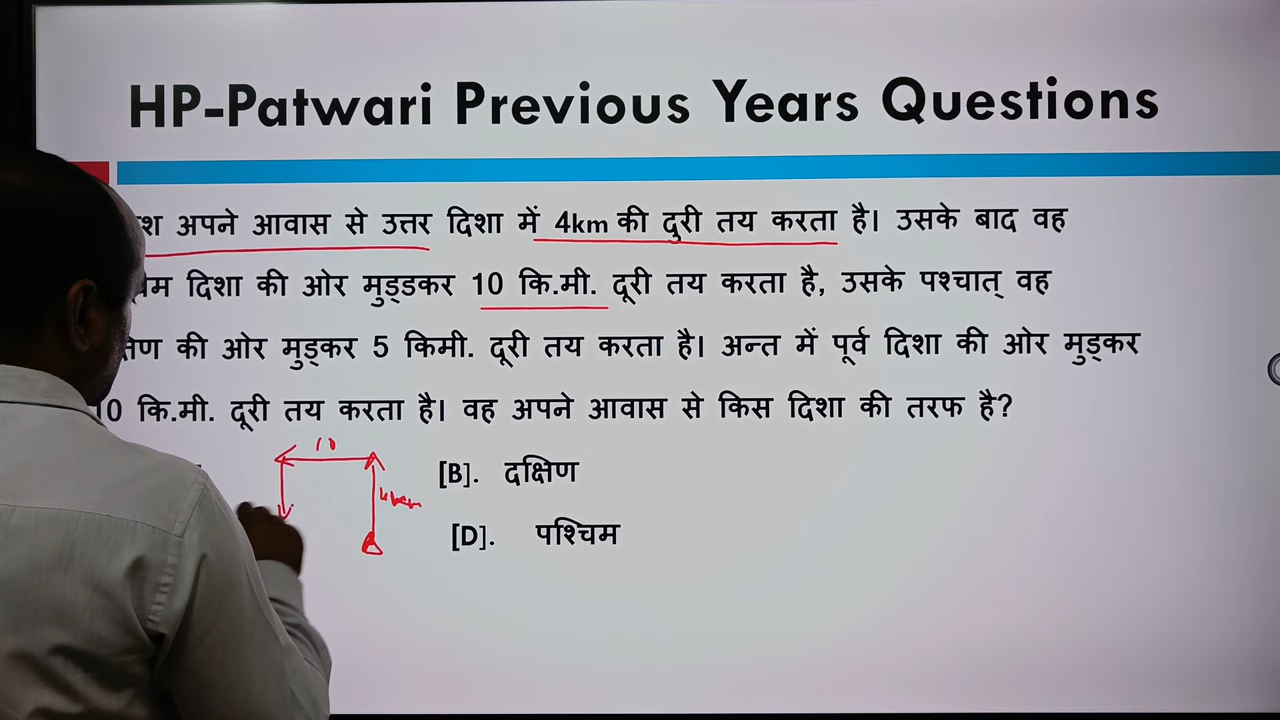 HP-Patwari Previous Years Questions
अपने आवास से उत्तर दिशा में 4km की दुरी तय करता है। उसके बाद वह
दिशा की ओर मुड्डकर 10 कि.मी. दूरी तय करता है, उसके पश्चात् वह
की ओर मुड्कर 5 किमी. दूरी तय करता है। अन्त में पूर्व दिशा की ओर मुड्कर
10 कि.मी. दूरी तय करता है। वह अपने आवास से किस दिशा की तरफ है?
10
[B]. दक्षिण
4km
[D]. पश्चिम